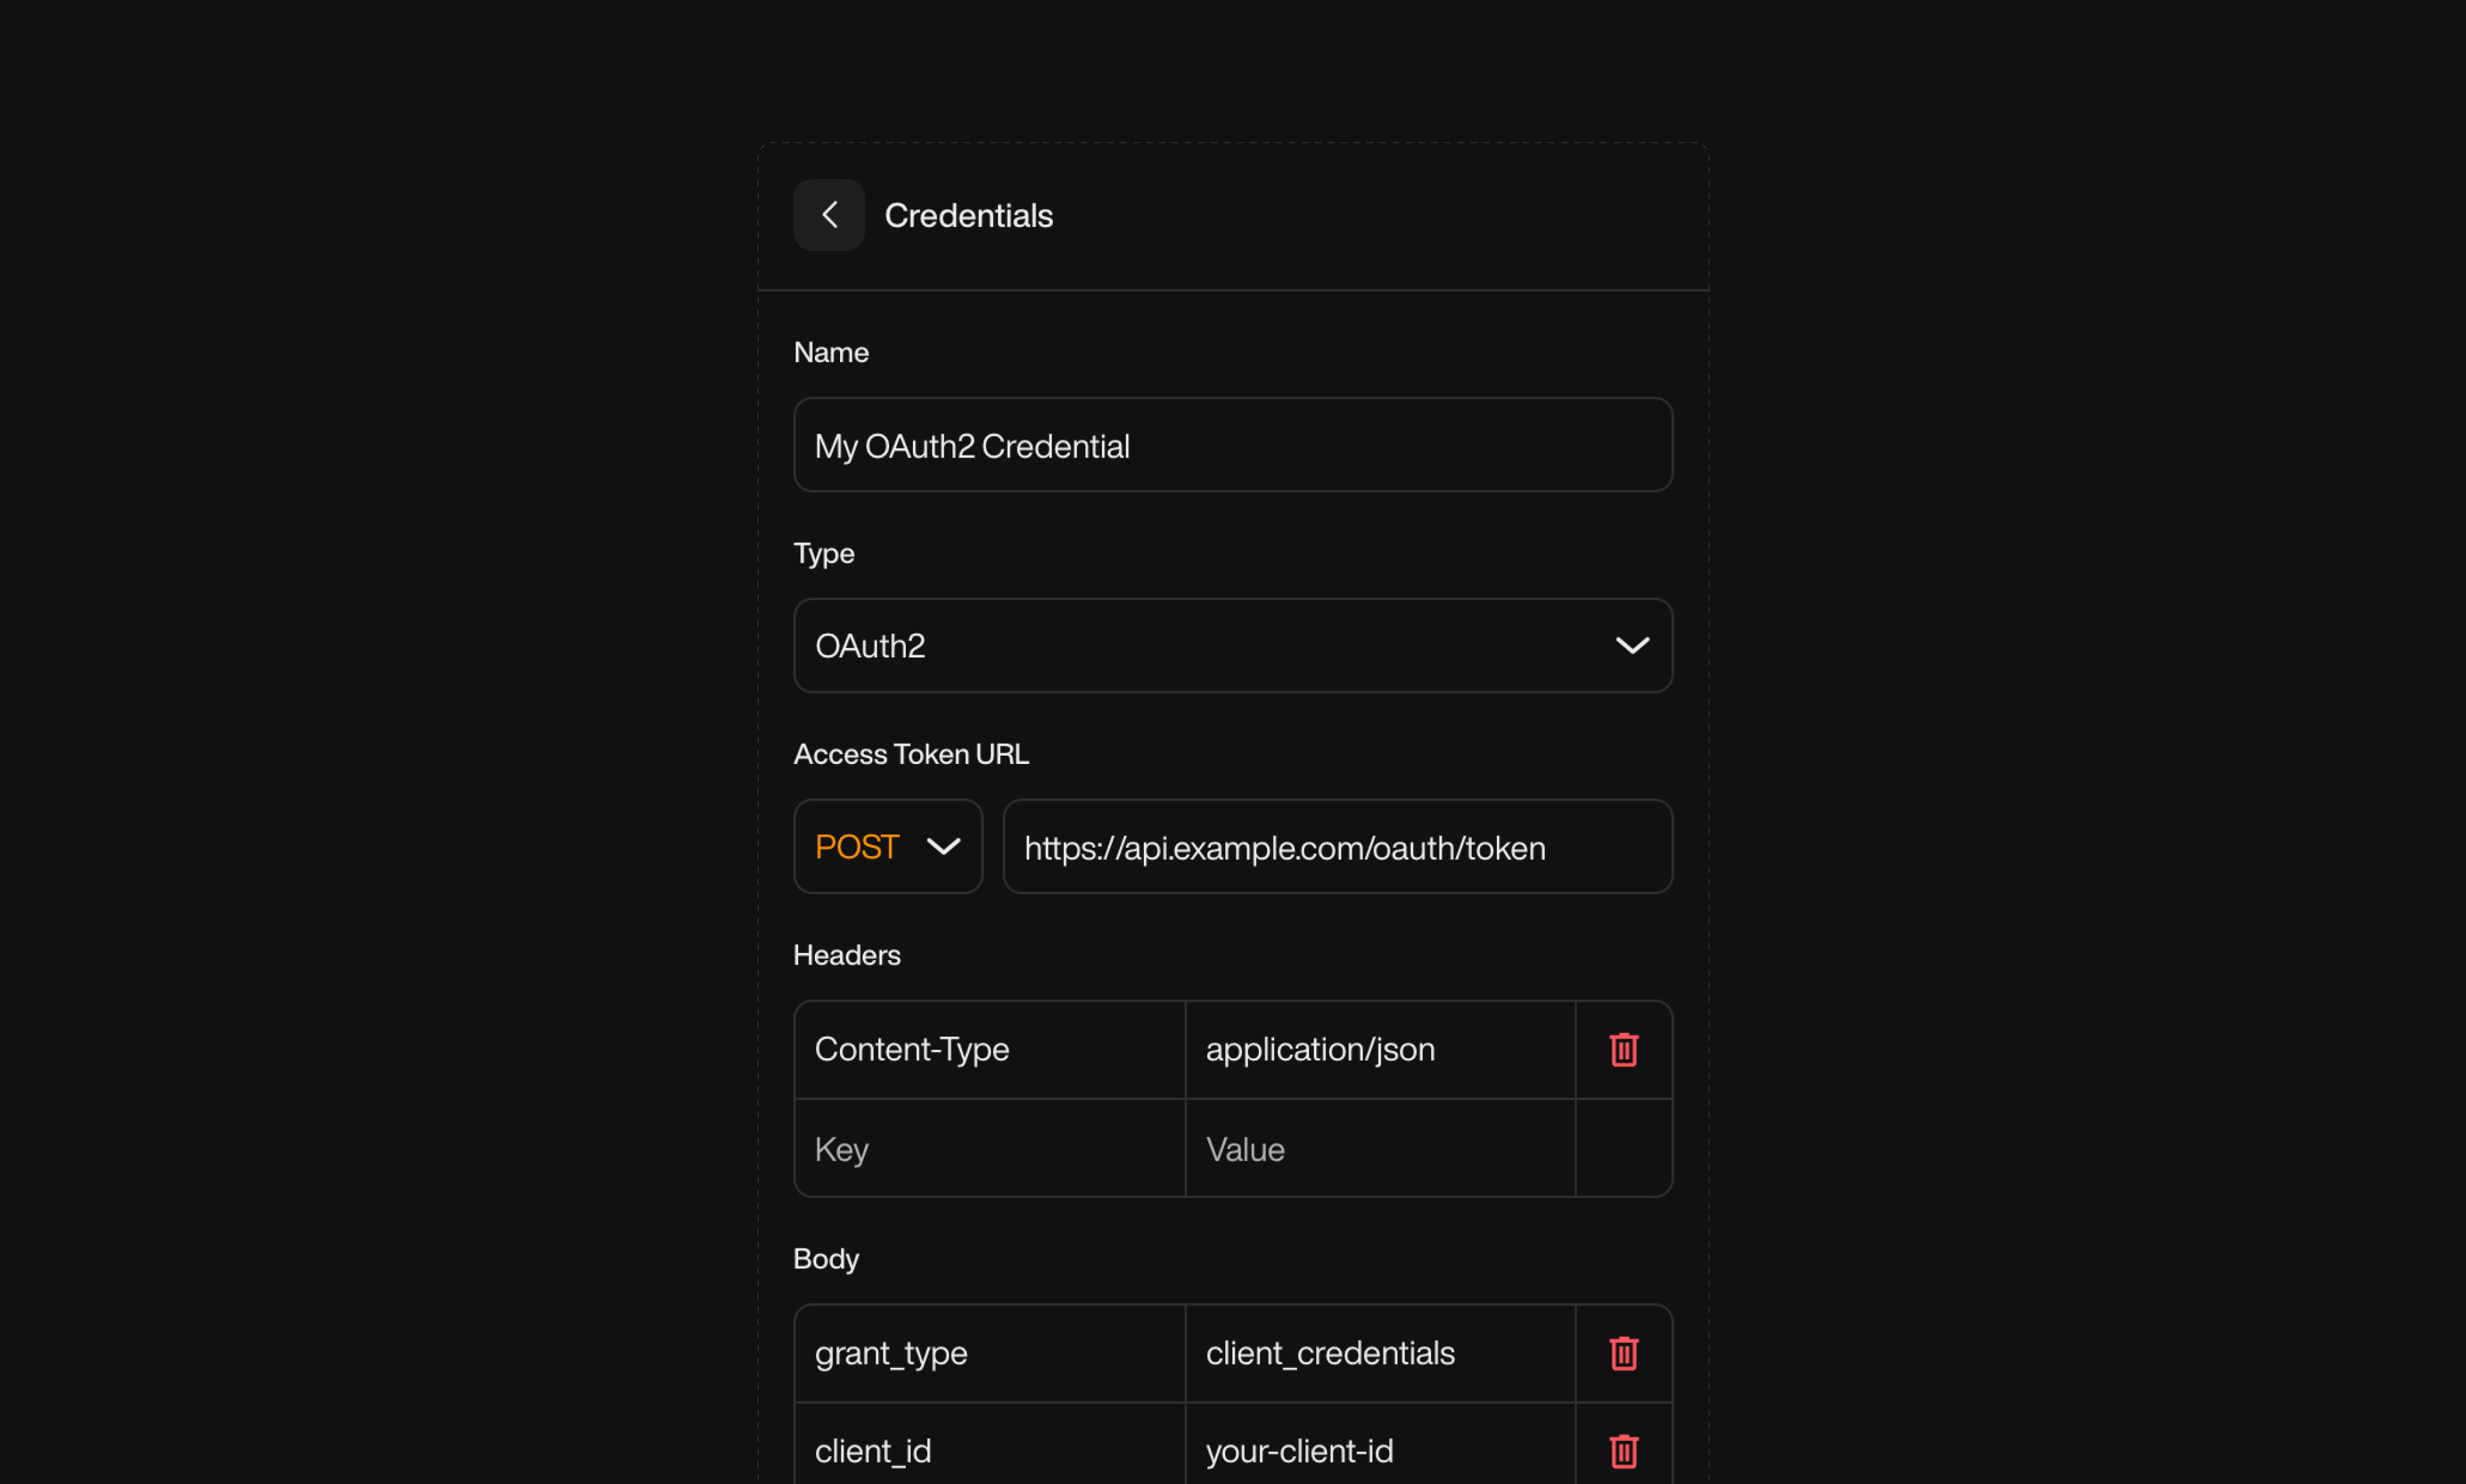 Credentials
Name
My OAuth2 Credential
Type
OAuth2
Access Token URL
POST https://api.example.com/oauth/token
Headers
Content-Type application/json
Key Value
Body
grant_type client_credentials
client_id your-client-id